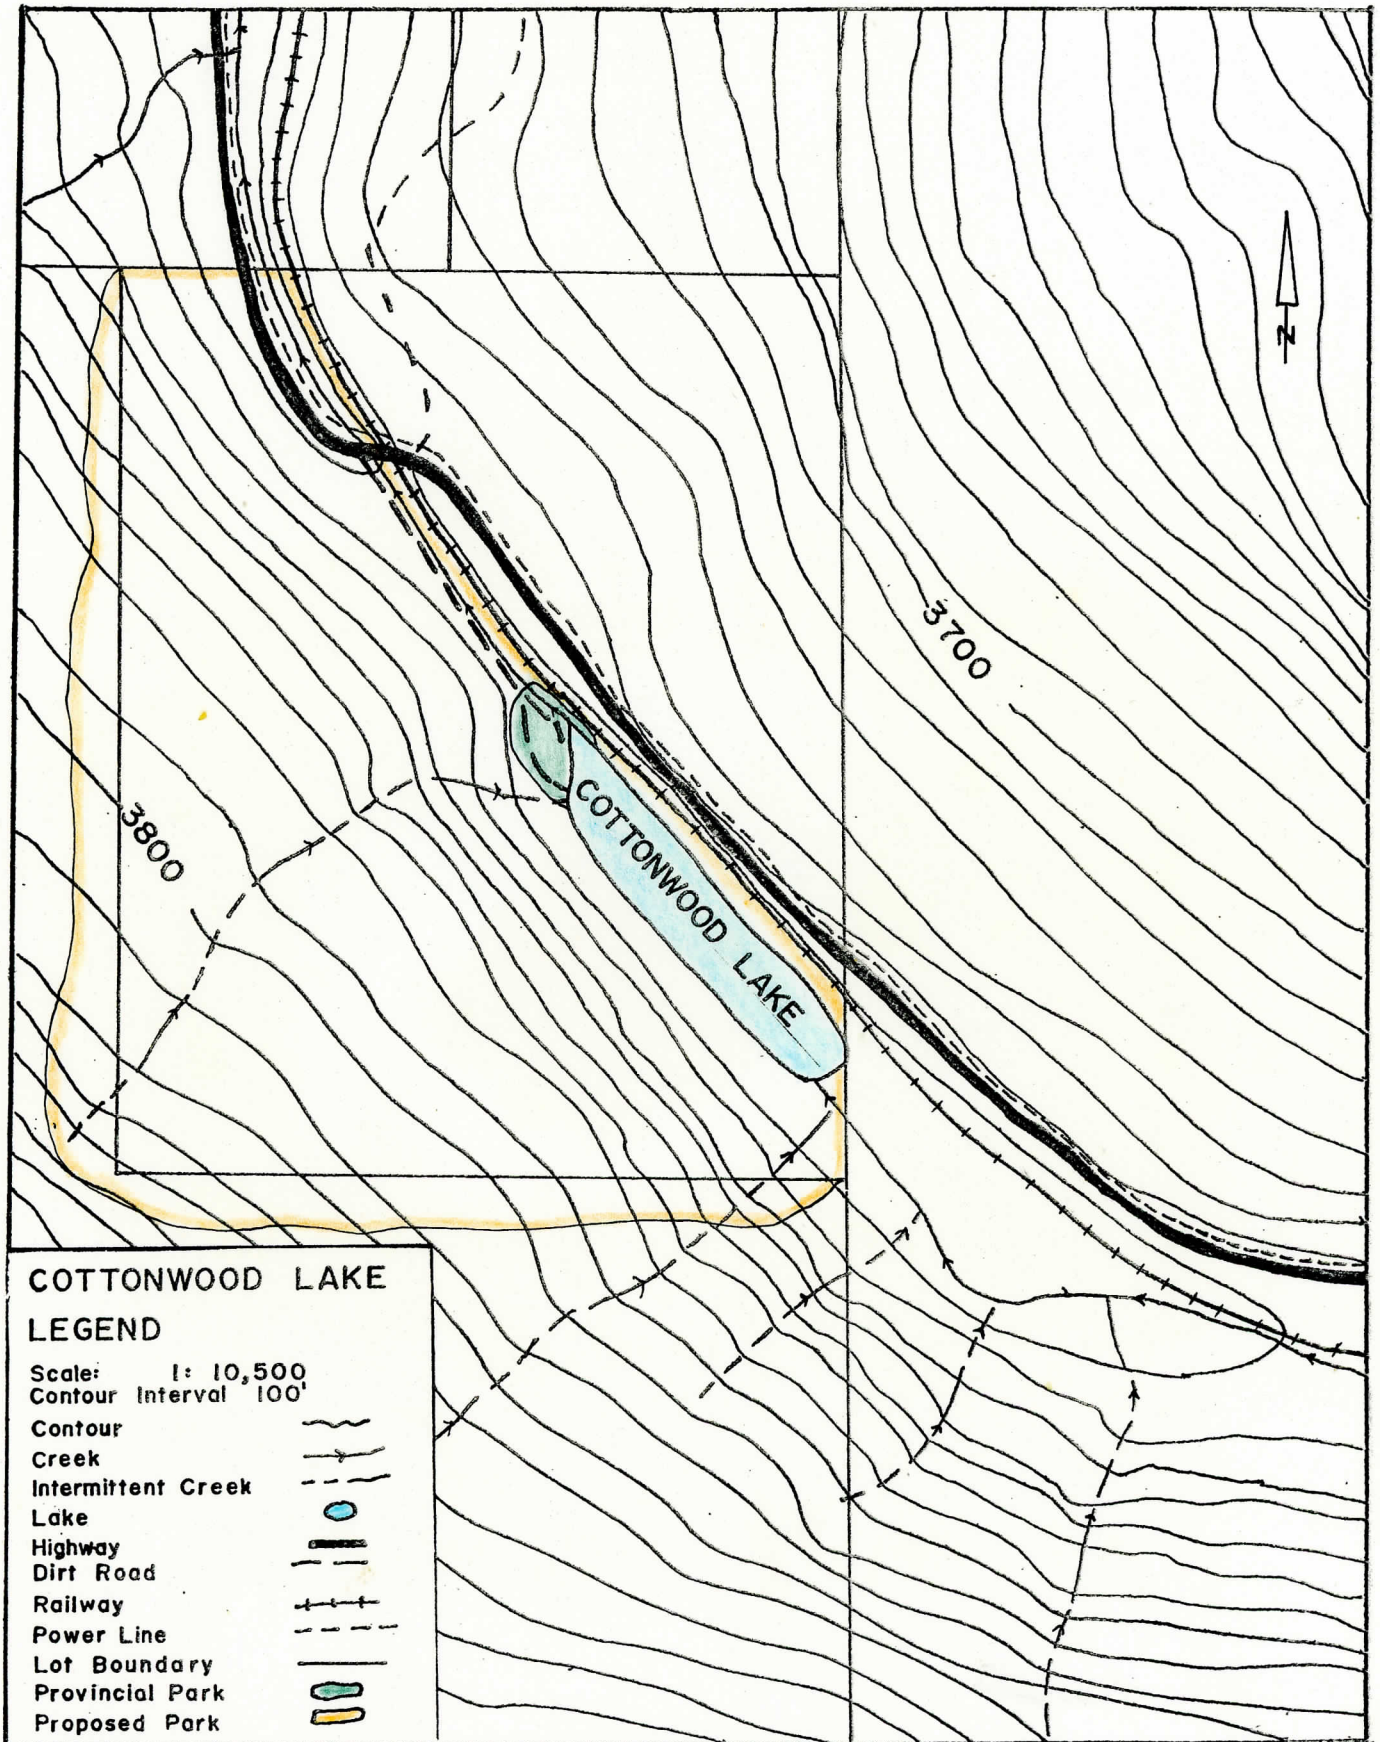 N
3700
3800
COTTONWOOD LAKE
COTTONWOOD LAKE
LEGEND
Scale: 1: 10,500
Contour Interval 100'
Contour
Creek
Intermittent Creek
Lake
Highway
Dirt Road
Railway
Power Line
Lot Boundary
Provincial Park
Proposed Park